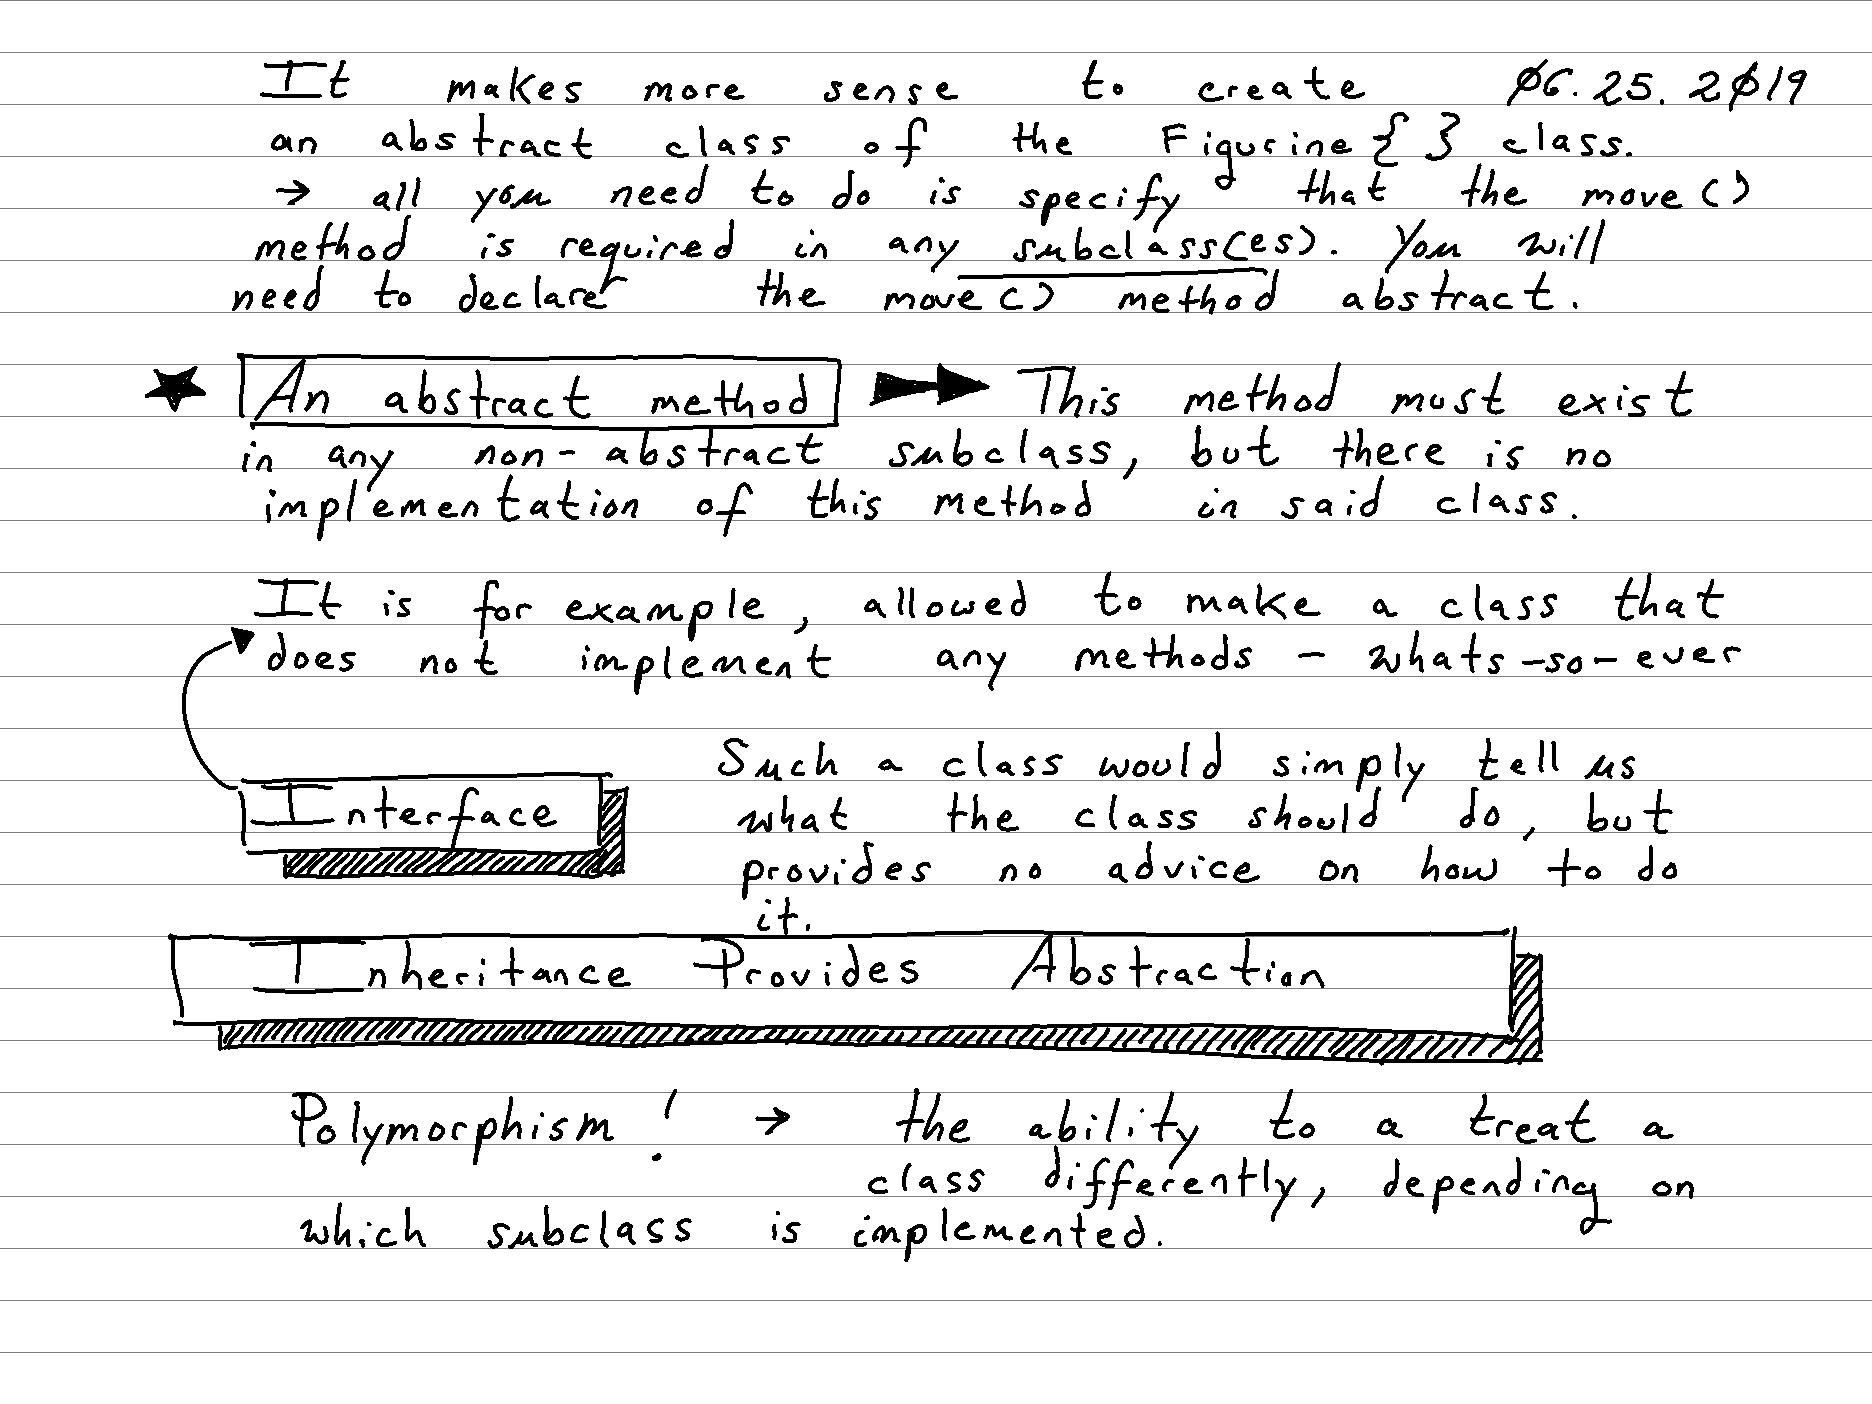 It makes more sense to create 06.25.2019
an abstract class of the Figurine{ } class.
→ all you need to do is specify that the move()
method is required in any subclass(es). You will
need to declare the move() method abstract.
★ An abstract method → This method must exist
in any non-abstract subclass, but there is no
implementation of this method in said class.
It is for example, allowed to make a class that
does not implement any methods - whats-so-ever
Interface
Such a class would simply tell us
what the class should do, but
provides no advice on how to do
it.
Inheritance Provides Abstraction
Polymorphism! → the ability to a treat a
class differently, depending on
which subclass is implemented.